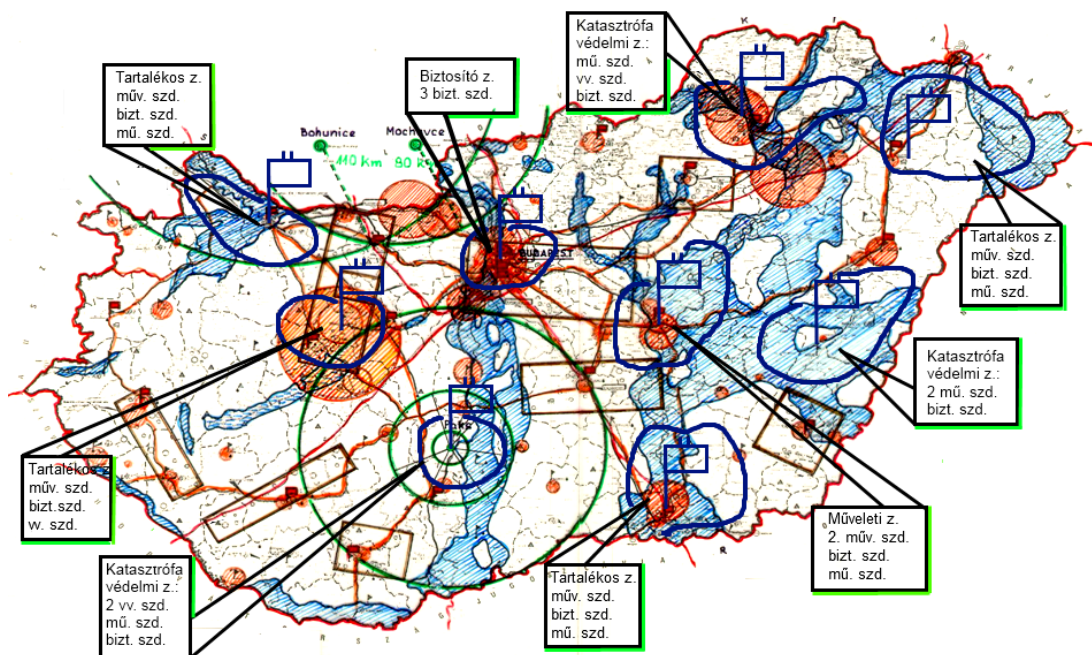 Katasztrófa
védelmi z.:
mű. szd.
vv. szd.
bizt. szd.
Tartalékos z.
műv. szd.
bizt. szd.
mű. szd.
Biztosító z.
3 bizt. szd.
Bohunice
Mochovce
110 Km
80 Km
BUDAPEST
Tartalékos z.
műv. szd.
bizt. szd.
mű. szd.
Katasztrófa
védelmi z.:
2 mű. szd.
bizt. szd.
Paks
Tartalékos z
műv. szd.
bizt.szd.
w. szd.
Műveleti z.
2. műv. szd.
bizt. szd.
mű. szd.
Katasztrófa
védelmi z.:
2 vv. szd.
mű. szd.
bizt. szd.
Tartalékos z.
műv. szd.
bizt. szd.
mű. szd.